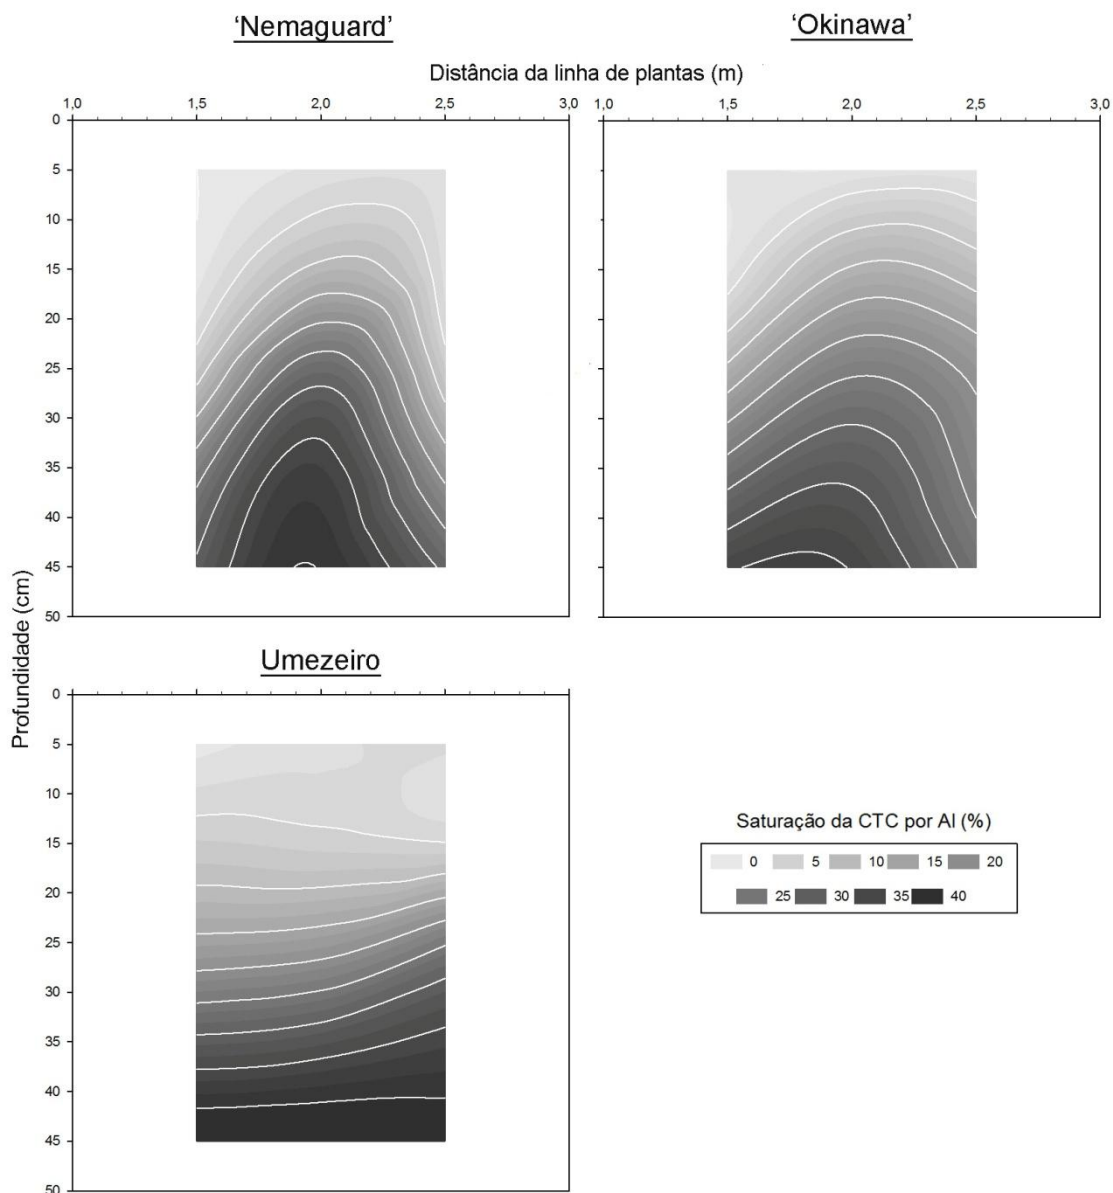 'Nemaguard'
'Okinawa'
Distância da linha de plantas (m)
1,0 1,5 2,0 2,5 3,0
1,0 1,5 2,0 2,5 3,0
0
5
10
15
20
25
30
35
40
45
50
Profundidade (cm)
Umezeiro
0
5
10
15
20
25
30
35
40
45
50
Saturação da CTC por Al (%)
0 5 10 15 20
25 30 35 40